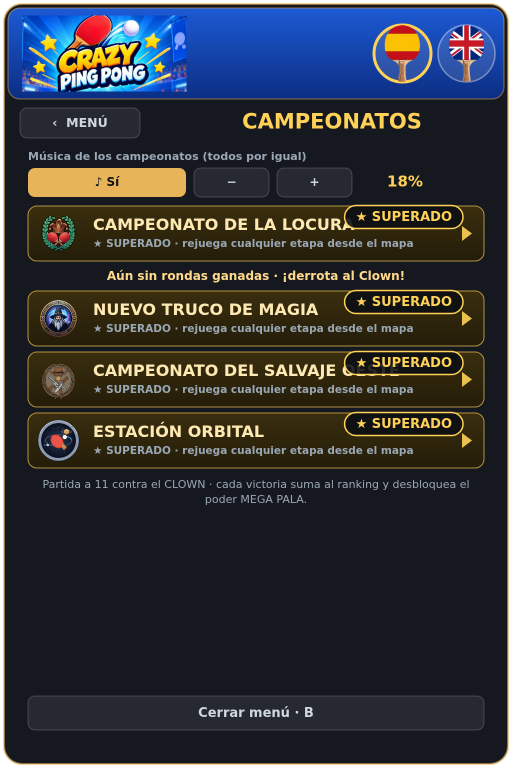 CRAZY
PING PONG
‹ MENÚ
CAMPEONATOS
Música de los campeonatos (todos por igual)
♪ Sí
−
+
18%
CAMPEONATO DE LA LOCURA
★ SUPERADO
★ SUPERADO · rejuega cualquier etapa desde el mapa
Aún sin rondas ganadas · ¡derrota al Clown!
NUEVO TRUCO DE MAGIA
★ SUPERADO
★ SUPERADO · rejuega cualquier etapa desde el mapa
CAMPEONATO DEL SALVAJE OESTE
★ SUPERADO
★ SUPERADO · rejuega cualquier etapa desde el mapa
ESTACIÓN ORBITAL
★ SUPERADO
★ SUPERADO · rejuega cualquier etapa desde el mapa
Partida a 11 contra el CLOWN · cada victoria suma al ranking y desbloquea el
poder MEGA PALA.
Cerrar menú · B